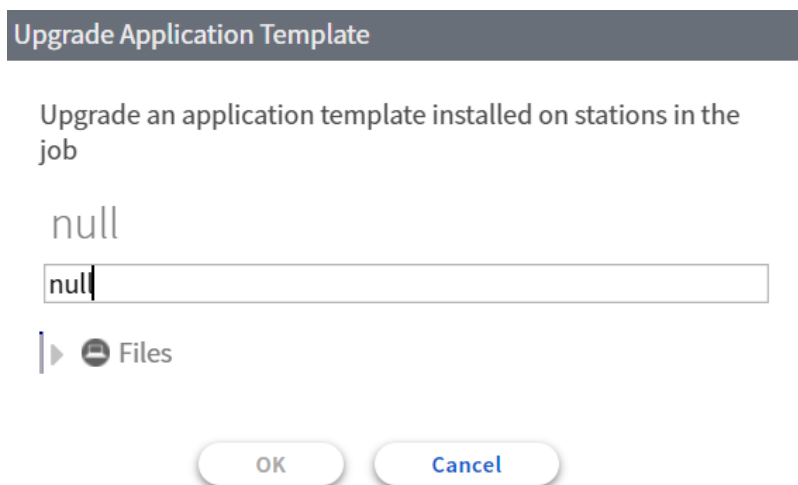 Upgrade Application Template
Upgrade an application template installed on stations in the
job
null
null
Files
OK
Cancel